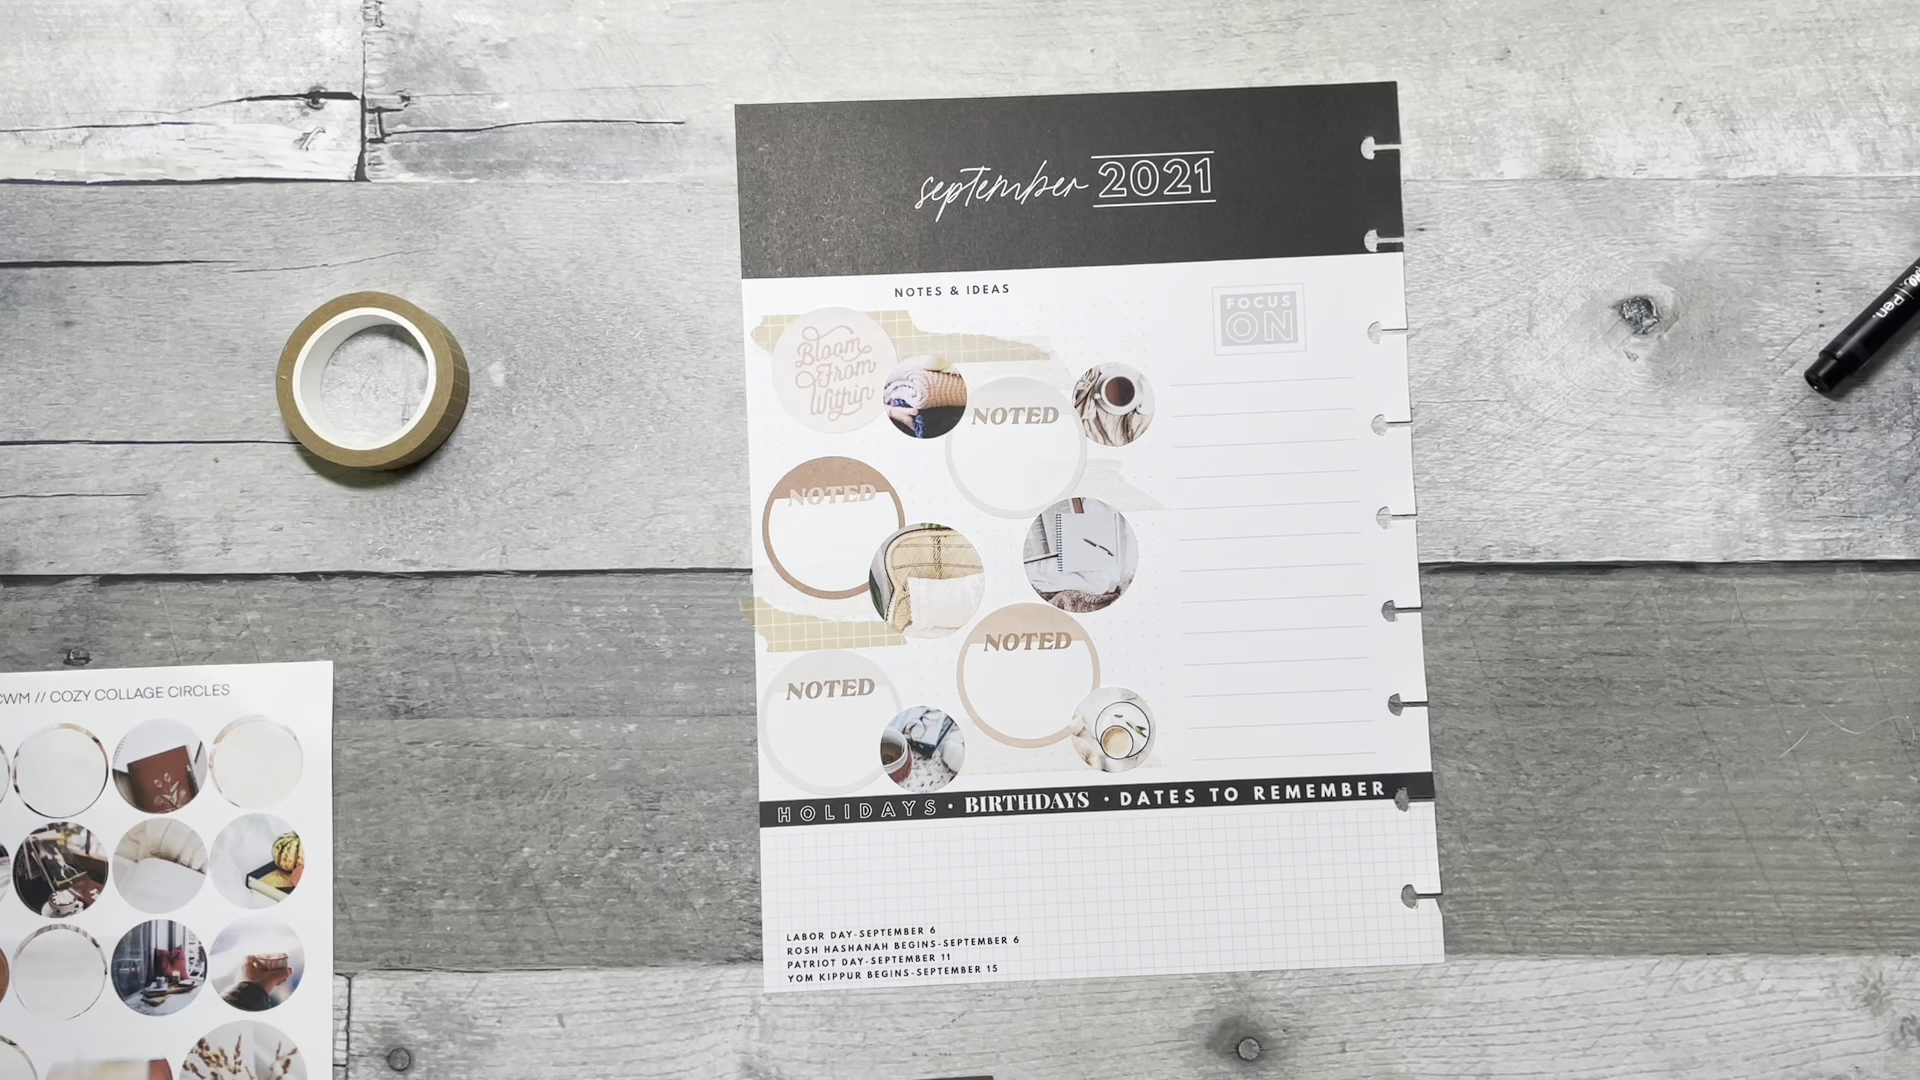 september 2021
NOTES & IDEAS
FOCUS
ON
Bloom
From
Within
NOTED
NOTED
NOTED
NOTED
HOLIDAYS • BIRTHDAYS • DATES TO REMEMBER
LABOR DAY-SEPTEMBER 6
ROSH HASHANAH BEGINS-SEPTEMBER 6
PATRIOT DAY-SEPTEMBER 11
YOM KIPPUR BEGINS-SEPTEMBER 15
CWM // COZY COLLAGE CIRCLES
Pen.